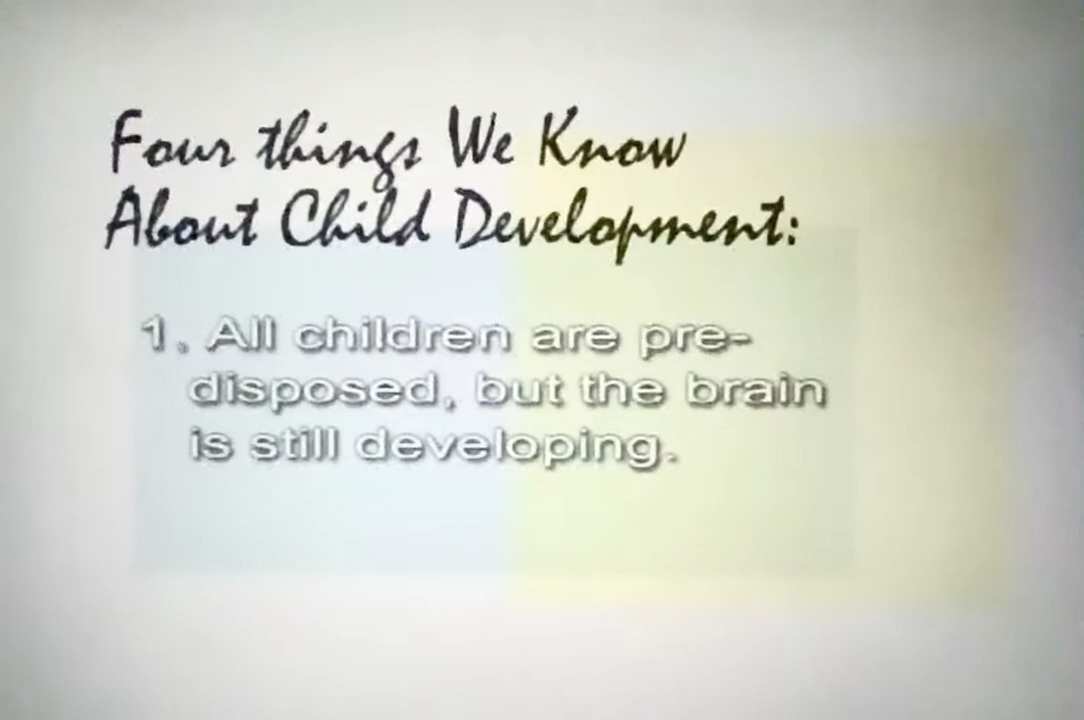 Four things We Know
About Child Development:
1. All children are pre-
disposed, but the brain
is still developing.